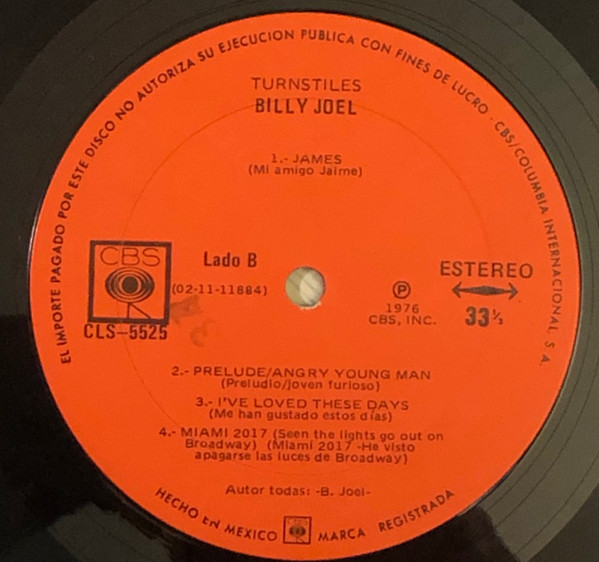 EL IMPORTE PAGADO POR ESTE DISCO NO AUTORIZA SU EJECUCION PUBLICA CON FINES DE LUCRO · CBS/COLUMBIA INTERNACIONAL, S. A.
TURNSTILES
BILLY JOEL
1.- JAMES
(Mi amigo Jaime)
CBS
Lado B
(02-11-11884)
CLS-5525
ESTEREO
Ⓟ
1976
CBS, INC.
33⅓
2.- PRELUDE/ANGRY YOUNG MAN
(Preludio/joven furioso)
3.- I'VE LOVED THESE DAYS
(Me han gustado estos días)
4.- MIAMI 2017 (Seen the lights go out on
Broadway) (Miami 2017 -He visto
apagarse las luces de Broadway)
Autor todas: -B. Joel-
HECHO EN MEXICO CBS MARCA REGISTRADA